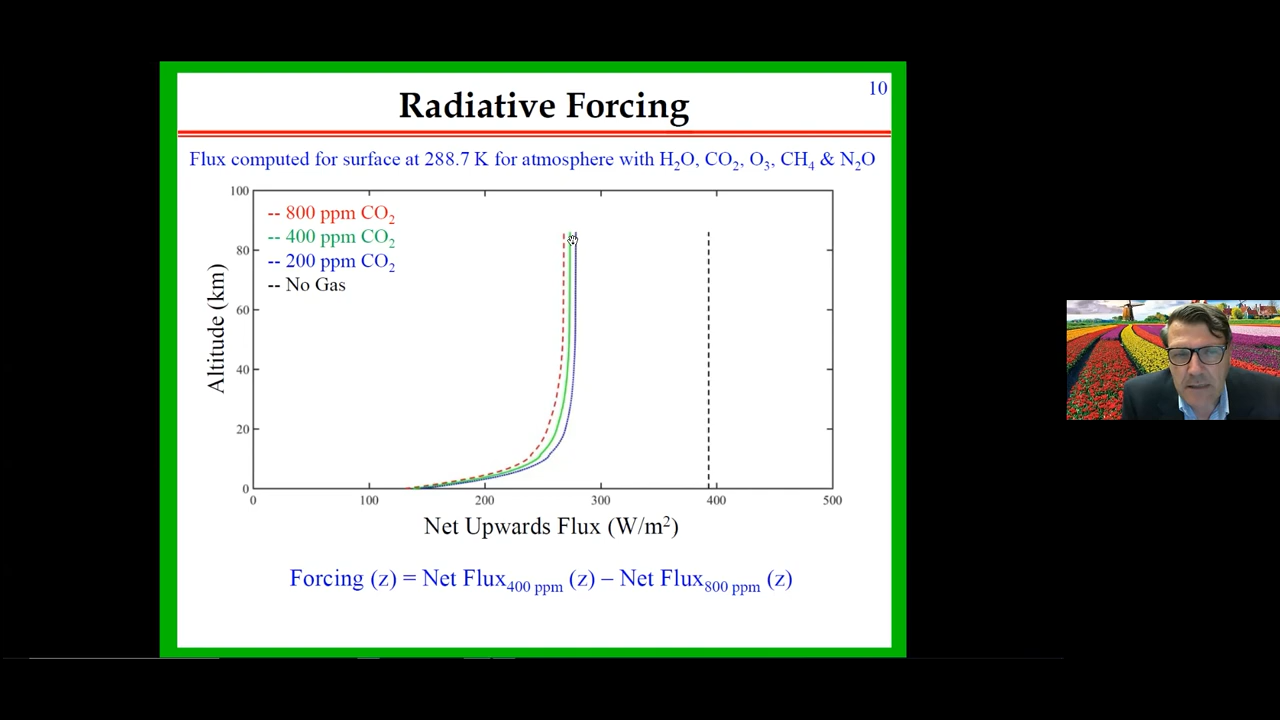 10
Radiative Forcing
Flux computed for surface at 288.7 K for atmosphere with H₂O, CO₂, O₃, CH₄ & N₂O
100
80
60
40
20
0
Altitude (km)
-- 800 ppm CO₂
-- 400 ppm CO₂
-- 200 ppm CO₂
-- No Gas
0 100 200 300 400 500
Net Upwards Flux (W/m²)
Forcing (z) = Net Flux₄₀₀ ₚₚₘ (z) – Net Flux₈₀₀ ₚₚₘ (z)